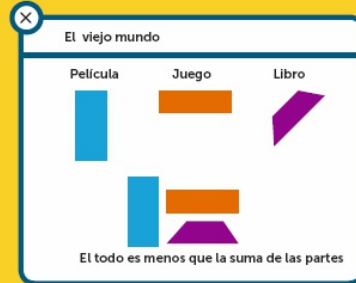 El viejo mundo
Película Juego Libro
El todo es menos que la suma de las partes